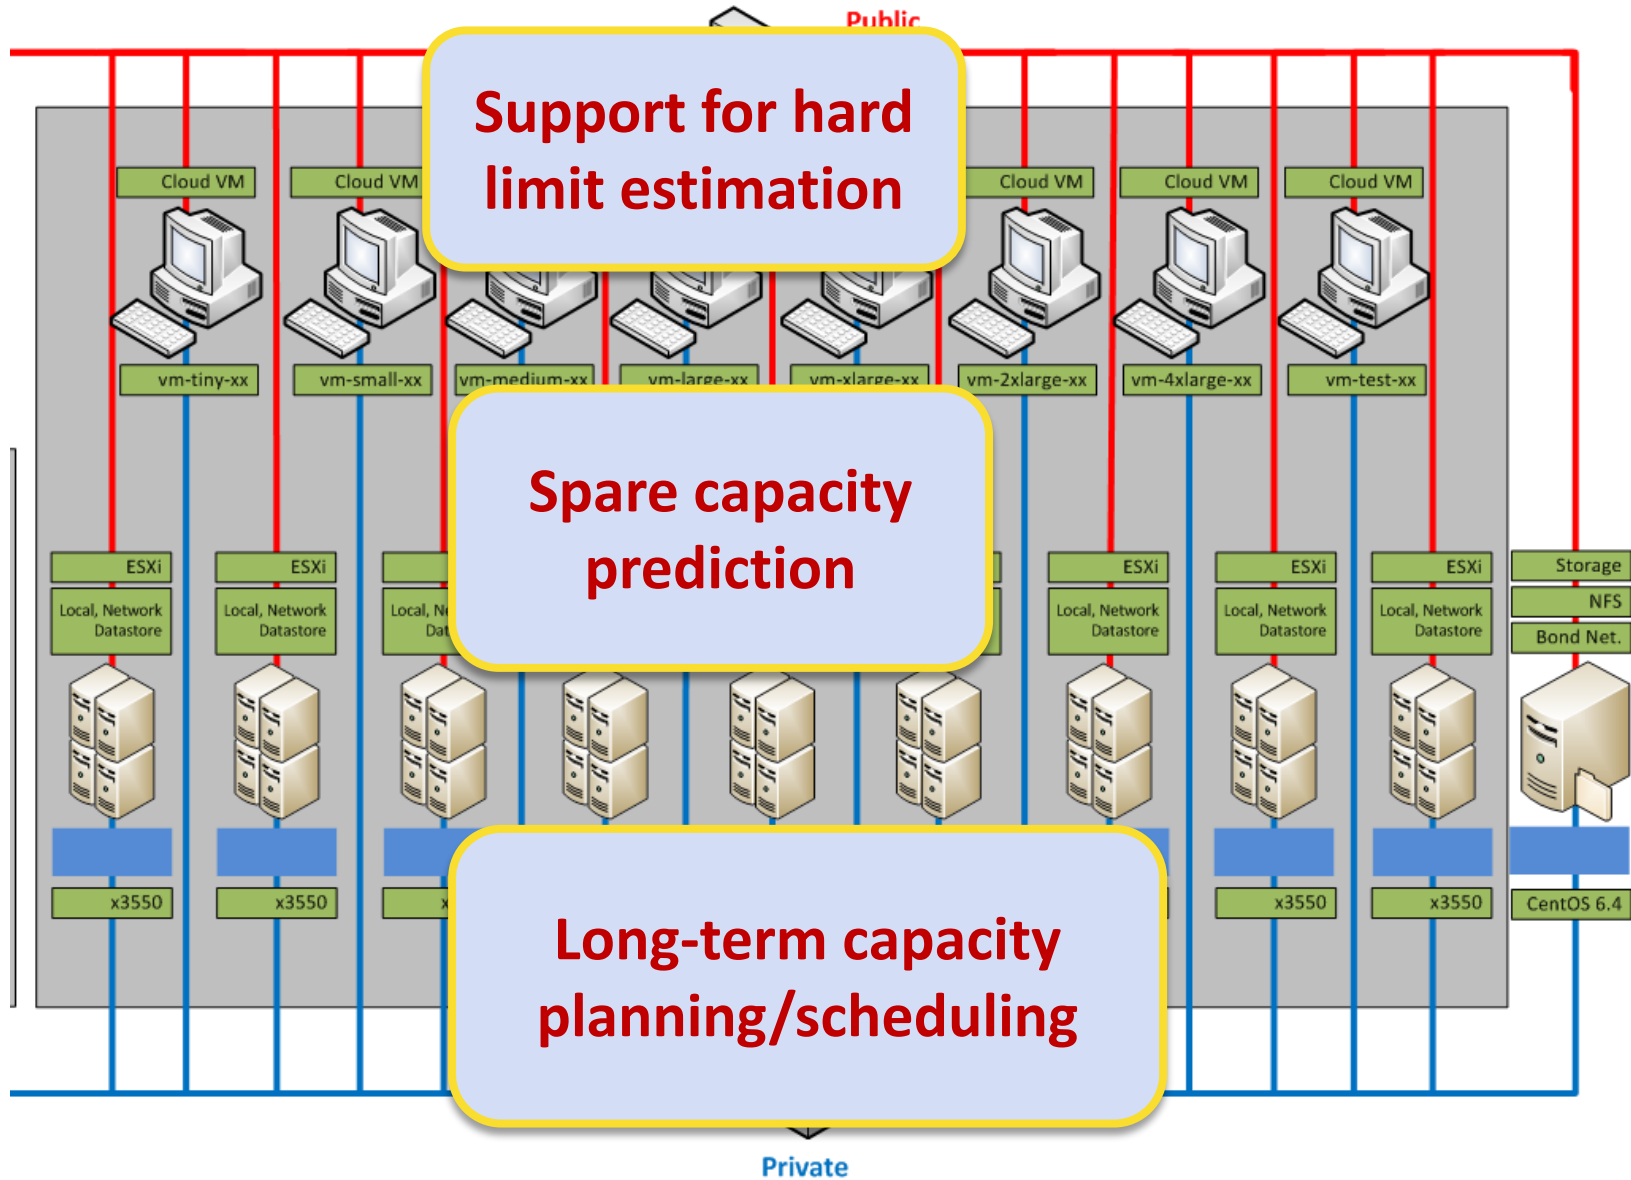 Public
Support for hard
limit estimation
Cloud VM
Cloud VM
Cloud VM
Cloud VM
Cloud VM
vm-tiny-xx
vm-small-xx
vm-medium-xx
vm-large-xx
vm-xlarge-xx
vm-2xlarge-xx
vm-4xlarge-xx
vm-test-xx
Spare capacity
prediction
ESXi
ESXi
ESXi
ESXi
ESXi
Storage
NFS
Bond Net.
Local, Network
Datastore
Local, Network
Datastore
Local,
Local, Network
Datastore
Local, Network
Datastore
Local, Network
Datastore
x3550
x3550
x3550
x3550
CentOS 6.4
Long-term capacity
planning/scheduling
Private